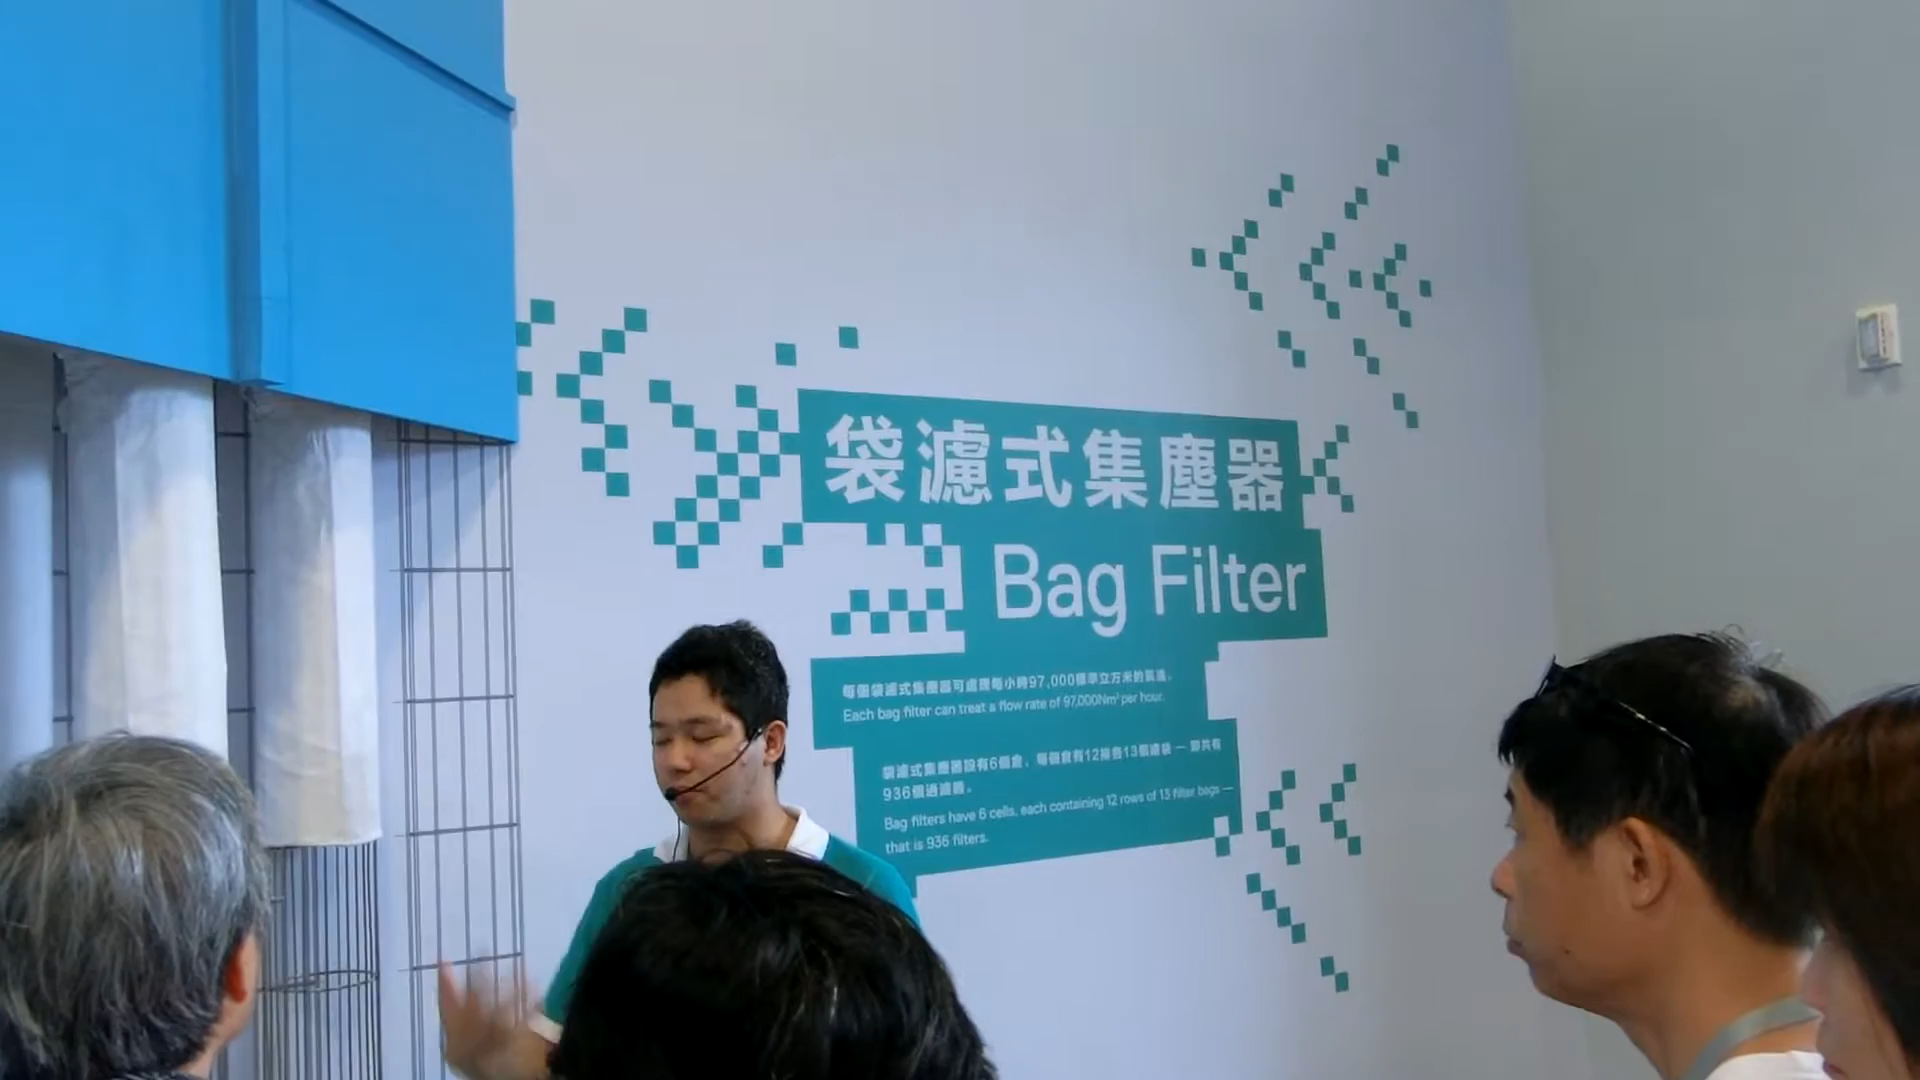 袋濾式集塵器
Bag Filter
每個袋濾式集塵器可處理每小時97,000標準立方米的氣流。
Each bag filter can treat a flow rate of 97,000Nm³ per hour.
袋濾式集塵器設有6個倉，每個倉有12排各13個濾袋 — 即共有
936個過濾器。
Bag filters have 6 cells, each containing 12 rows of 13 filter bags —
that is 936 filters.